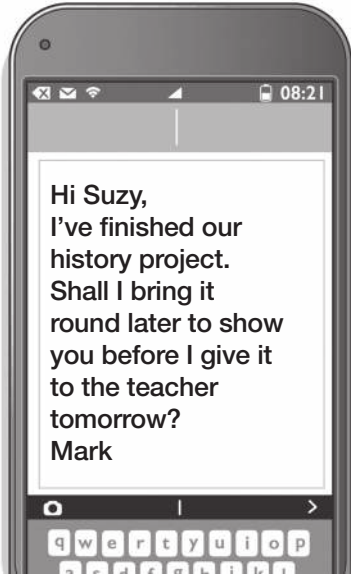 08:21
Hi Suzy,
I've finished our
history project.
Shall I bring it
round later to show
you before I give it
to the teacher
tomorrow?
Mark
q w e r t y u i o p
a s d f g h j k l